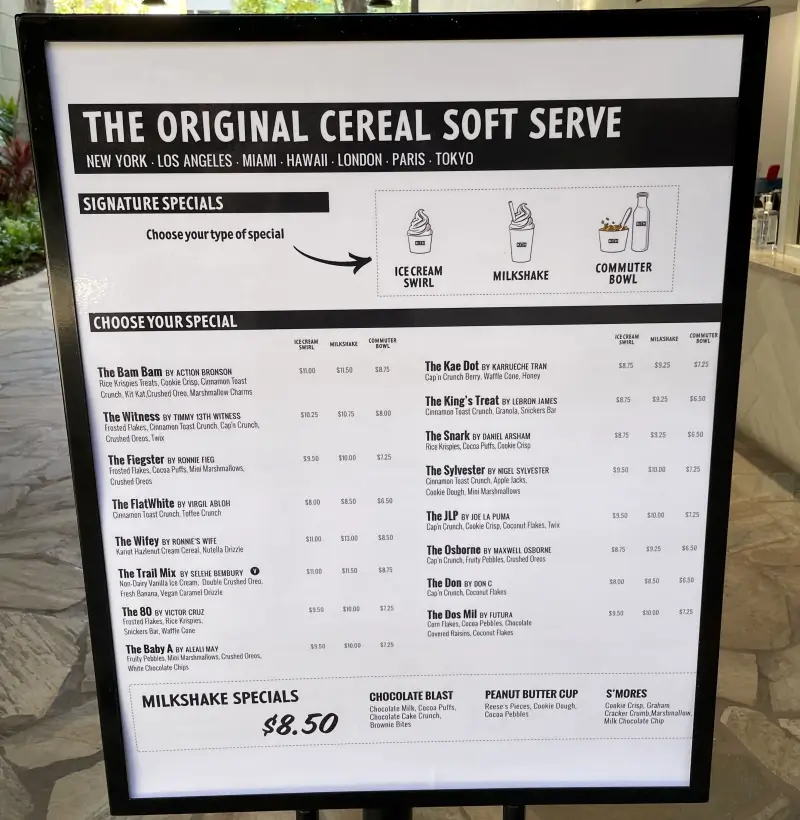 THE ORIGINAL CEREAL SOFT SERVE
NEW YORK · LOS ANGELES · MIAMI · HAWAII · LONDON · PARIS · TOKYO
SIGNATURE SPECIALS
Choose your type of special
KITH
ICE CREAM
SWIRL
KITH
MILKSHAKE
KITH
KITH
COMMUTER
BOWL
CHOOSE YOUR SPECIAL
ICE CREAM
SWIRL
MILKSHAKE
COMMUTER
BOWL
The Bam Bam BY ACTION BRONSON $11.00 $11.50 $8.75
Rice Krispies Treats, Cookie Crisp, Cinnamon Toast
Crunch, Kit Kat,Crushed Oreo, Marshmallow Charms
The Witness BY TIMMY 13TH WITNESS $10.25 $10.75 $8.00
Frosted Flakes, Cinnamon Toast Crunch, Cap'n Crunch,
Crushed Oreos, Twix
The Fiegster BY RONNIE FIEG $9.50 $10.00 $7.25
Frosted Flakes, Cocoa Puffs, Mini Marshmallows,
Crushed Oreos
The FlatWhite BY VIRGIL ABLOH $8.00 $8.50 $6.50
Cinnamon Toast Crunch, Toffee Crunch
The Wifey BY RONNIE'S WIFE $11.00 $13.00 $8.50
Kariot Hazlenut Cream Cereal, Nutella Drizzle
The Trail Mix BY SELEHE BEMBURY V $11.00 $11.50 $8.75
Non-Dairy Vanilla Ice Cream, Double Crushed Oreo,
Fresh Banana, Vegan Caramel Drizzle
The 80 BY VICTOR CRUZ $9.50 $10.00 $7.25
Frosted Flakes, Rice Krispies,
Snickers Bar, Waffle Cone
The Baby A BY ALEALI MAY $9.50 $10.00 $7.25
Fruity Pebbles, Mini Marshmallows, Crushed Oreos,
White Chocolate Chips
ICE CREAM
SWIRL
MILKSHAKE
COMMUTER
BOWL
The Kae Dot BY KARRUECHE TRAN $8.75 $9.25 $7.25
Cap'n Crunch Berry, Waffle Cone, Honey
The King's Treat BY LEBRON JAMES $8.75 $9.25 $6.50
Cinnamon Toast Crunch, Granola, Snickers Bar
The Snark BY DANIEL ARSHAM $8.75 $9.25 $6.50
Rice Krispies, Cocoa Puffs, Cookie Crisp
The Sylvester BY NIGEL SYLVESTER $9.50 $10.00 $7.25
Cinnamon Toast Crunch, Apple Jacks,
Cookie Dough, Mini Marshmallows
The JLP BY JOE LA PUMA $9.50 $10.00 $7.25
Cap'n Crunch, Cookie Crisp, Coconut Flakes, Twix
The Osborne BY MAXWELL OSBORNE $8.75 $9.25 $6.50
Cap'n Crunch, Fruity Pebbles, Crushed Oreos
The Don BY DON C $8.00 $8.50 $6.50
Cap'n Crunch, Coconut Flakes
The Dos Mil BY FUTURA $9.50 $10.00 $7.25
Corn Flakes, Cocoa Pebbles, Chocolate
Covered Raisins, Coconut Flakes
MILKSHAKE SPECIALS
$8.50
CHOCOLATE BLAST
Chocolate Milk, Cocoa Puffs,
Chocolate Cake Crunch,
Brownie Bites
PEANUT BUTTER CUP
Reese's Pieces, Cookie Dough,
Cocoa Pebbles
S'MORES
Cookie Crisp, Graham
Cracker Crumb,Marshmallow,
Milk Chocolate Chip